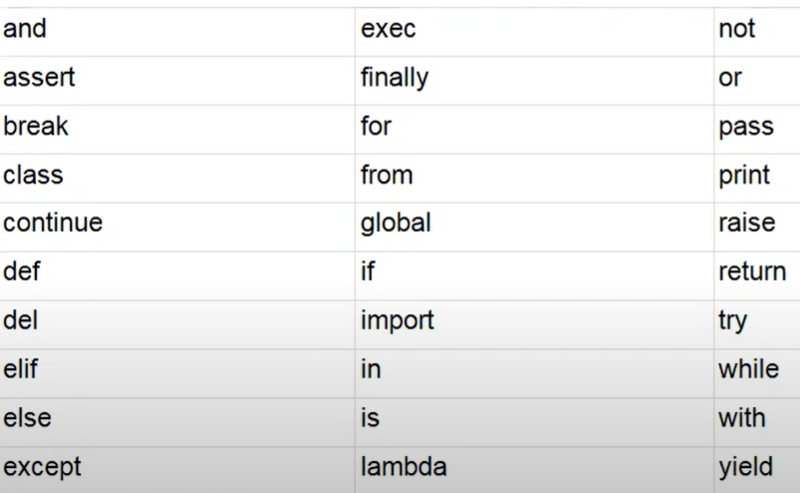 and exec not
assert finally or
break for pass
class from print
continue global raise
def if return
del import try
elif in while
else is with
except lambda yield